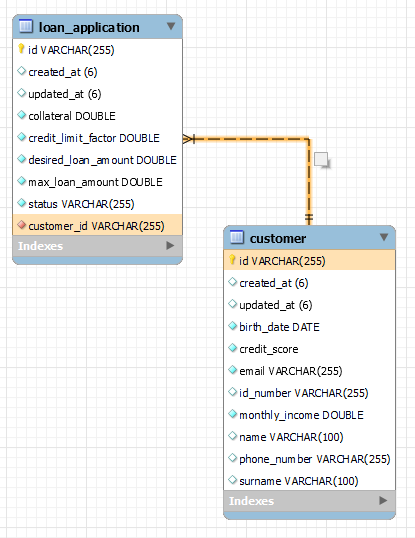 loan_application
id VARCHAR(255)
created_at (6)
updated_at (6)
collateral DOUBLE
credit_limit_factor DOUBLE
desired_loan_amount DOUBLE
max_loan_amount DOUBLE
status VARCHAR(255)
customer_id VARCHAR(255)
Indexes
customer
id VARCHAR(255)
created_at (6)
updated_at (6)
birth_date DATE
credit_score
email VARCHAR(255)
id_number VARCHAR(255)
monthly_income DOUBLE
name VARCHAR(100)
phone_number VARCHAR(255)
surname VARCHAR(100)
Indexes